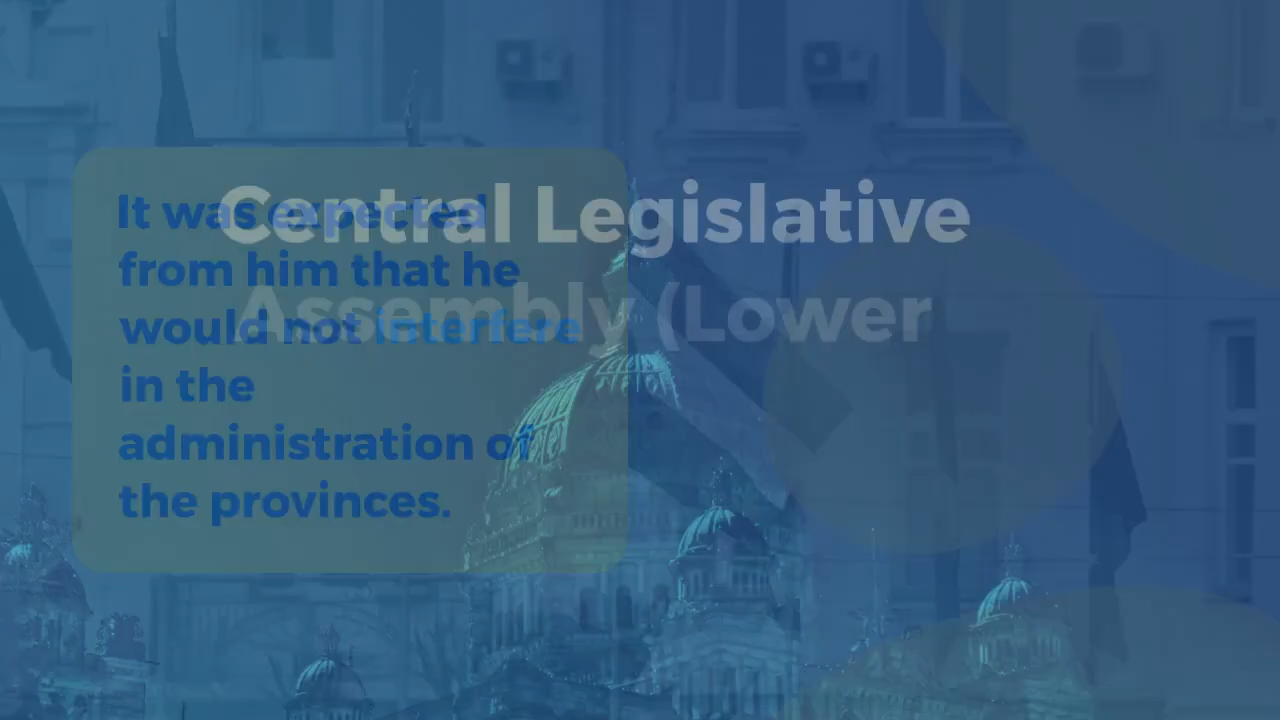 Central Legislative
Assembly (Lower
It was expected
from him that he
would not interfere
in the
administration of
the provinces.